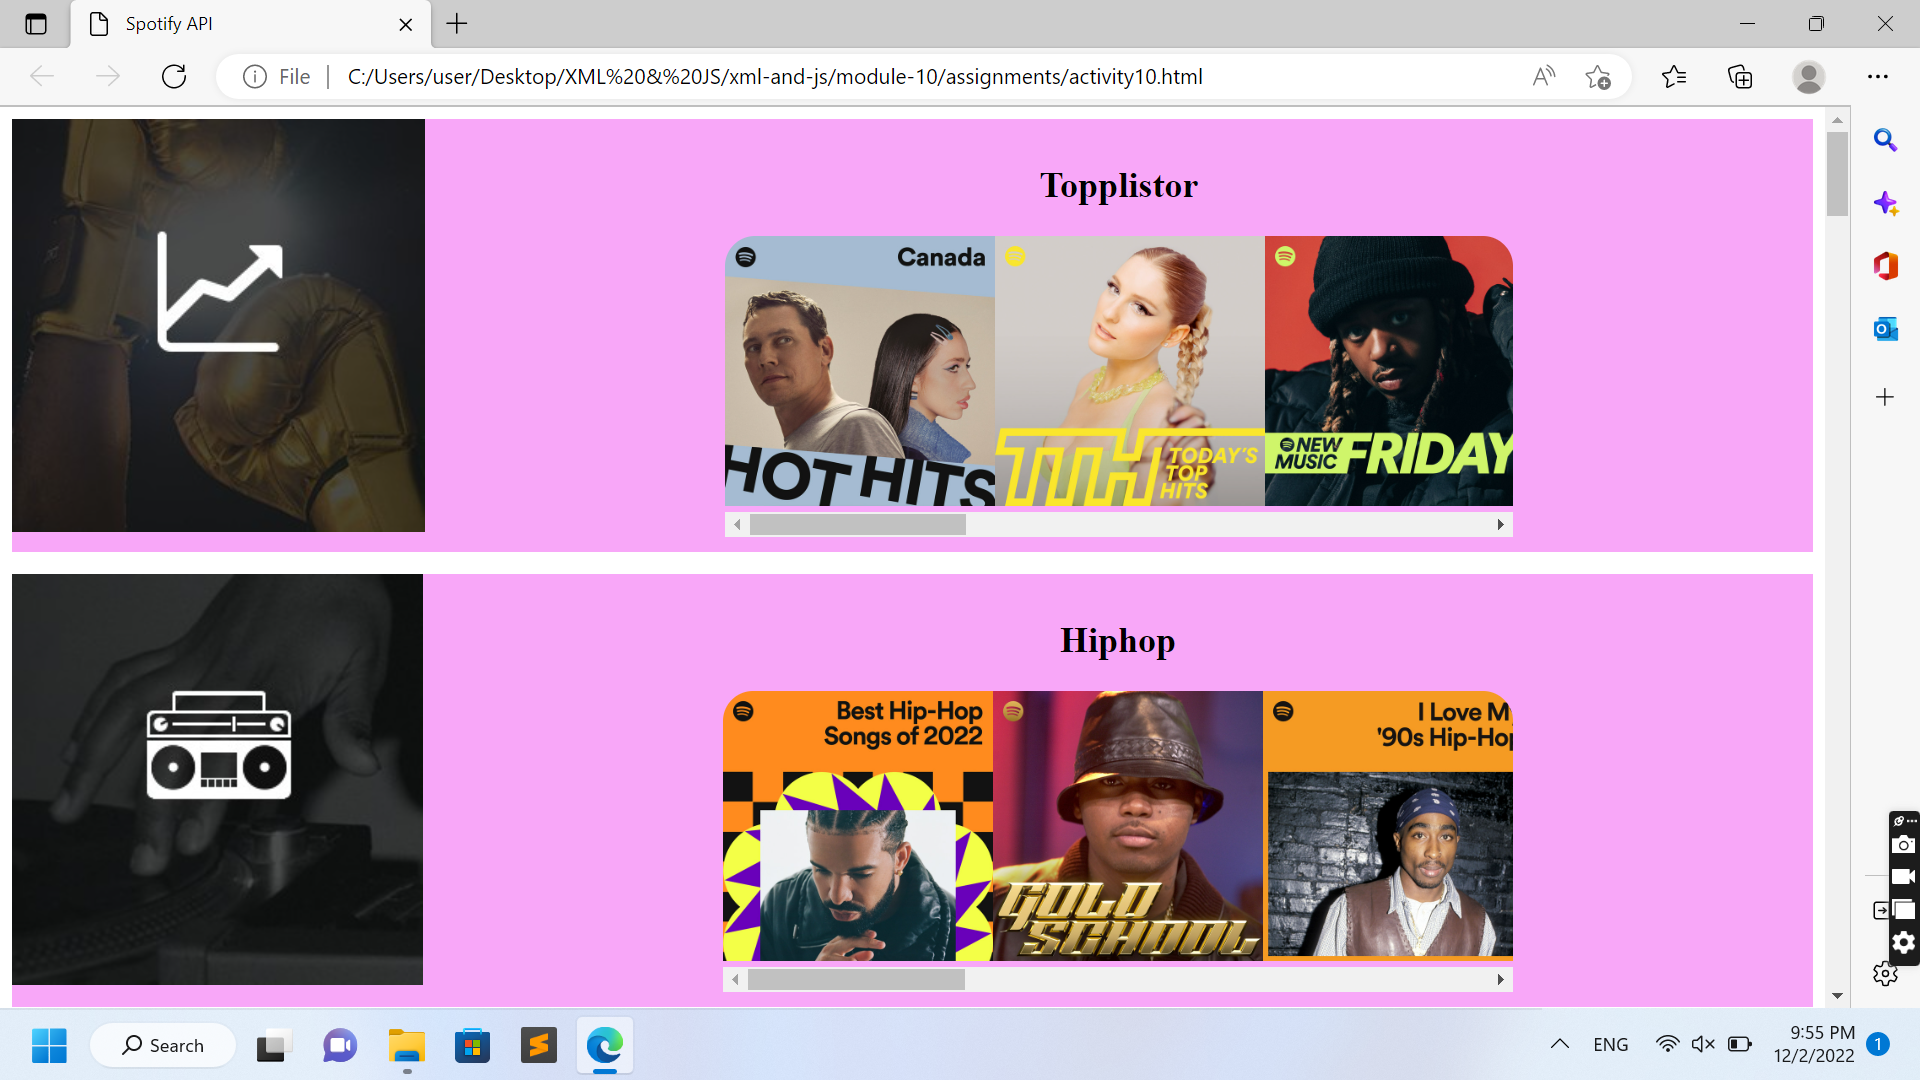 Spotify API
File
C:/Users/user/Desktop/XML%20&%20JS/xml-and-js/module-10/assignments/activity10.html
Topplistor
Canada
HOT HITS
TTH TODAY'S
TOP
HITS
NEW
MUSIC FRIDAY
Hiphop
Best Hip-Hop
Songs of 2022
GOLD
SCHOOL
I Love M
'90s Hip-Hop
Search
ENG
9:55 PM
12/2/2022
1